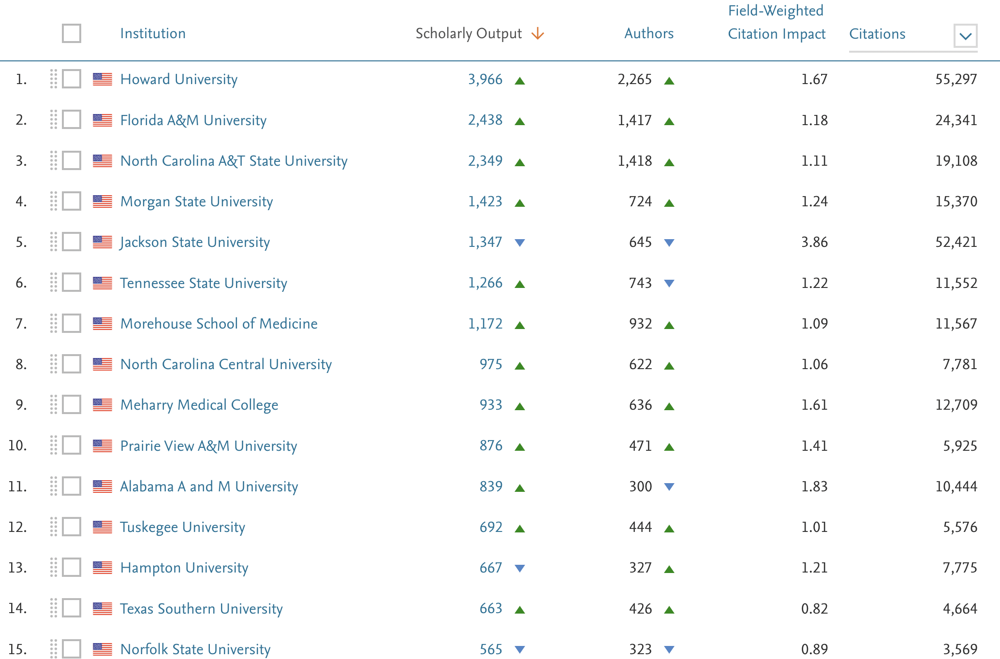 Institution Scholarly Output Authors Field-Weighted Citation Impact Citations
1. Howard University 3,966 2,265 1.67 55,297
2. Florida A&M University 2,438 1,417 1.18 24,341
3. North Carolina A&T State University 2,349 1,418 1.11 19,108
4. Morgan State University 1,423 724 1.24 15,370
5. Jackson State University 1,347 645 3.86 52,421
6. Tennessee State University 1,266 743 1.22 11,552
7. Morehouse School of Medicine 1,172 932 1.09 11,567
8. North Carolina Central University 975 622 1.06 7,781
9. Meharry Medical College 933 636 1.61 12,709
10. Prairie View A&M University 876 471 1.41 5,925
11. Alabama A and M University 839 300 1.83 10,444
12. Tuskegee University 692 444 1.01 5,576
13. Hampton University 667 327 1.21 7,775
14. Texas Southern University 663 426 0.82 4,664
15. Norfolk State University 565 323 0.89 3,569